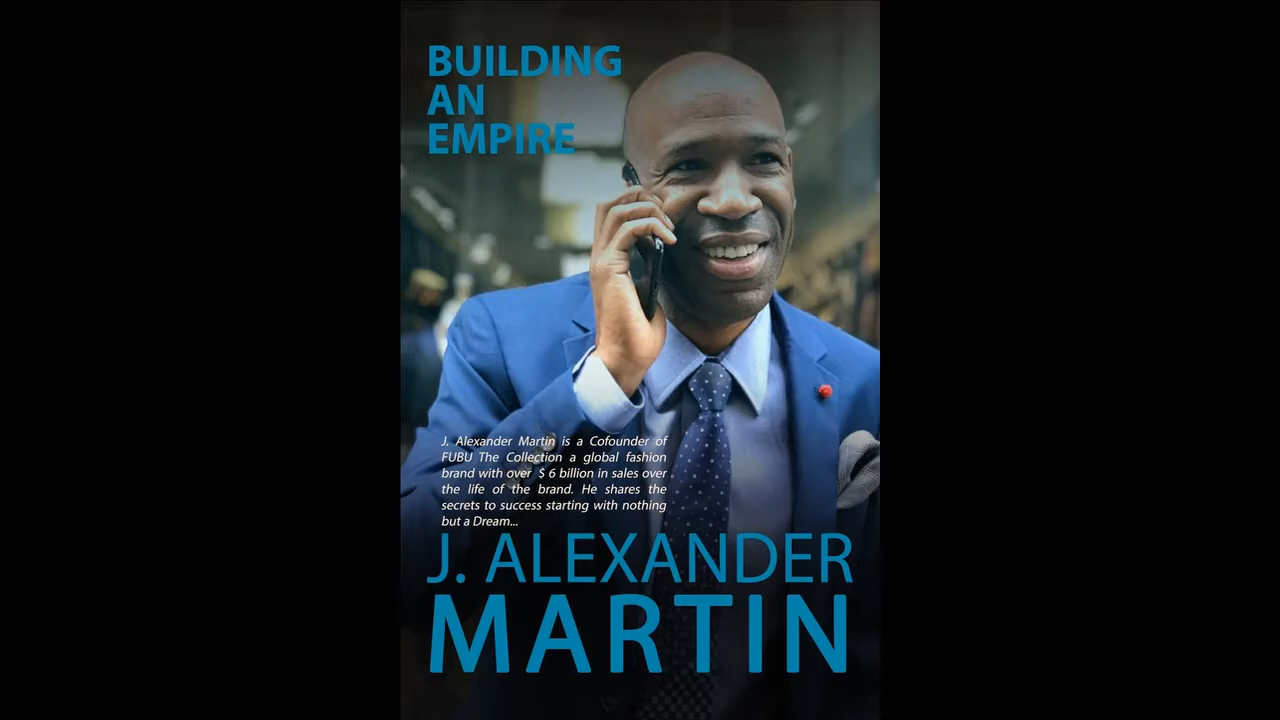 BUILDING
AN
EMPIRE
J. Alexander Martin is a Cofounder of
FUBU The Collection a global fashion
brand with over $ 6 billion in sales over
the life of the brand. He shares the
secrets to success starting with nothing
but a Dream...
J. ALEXANDER
MARTIN